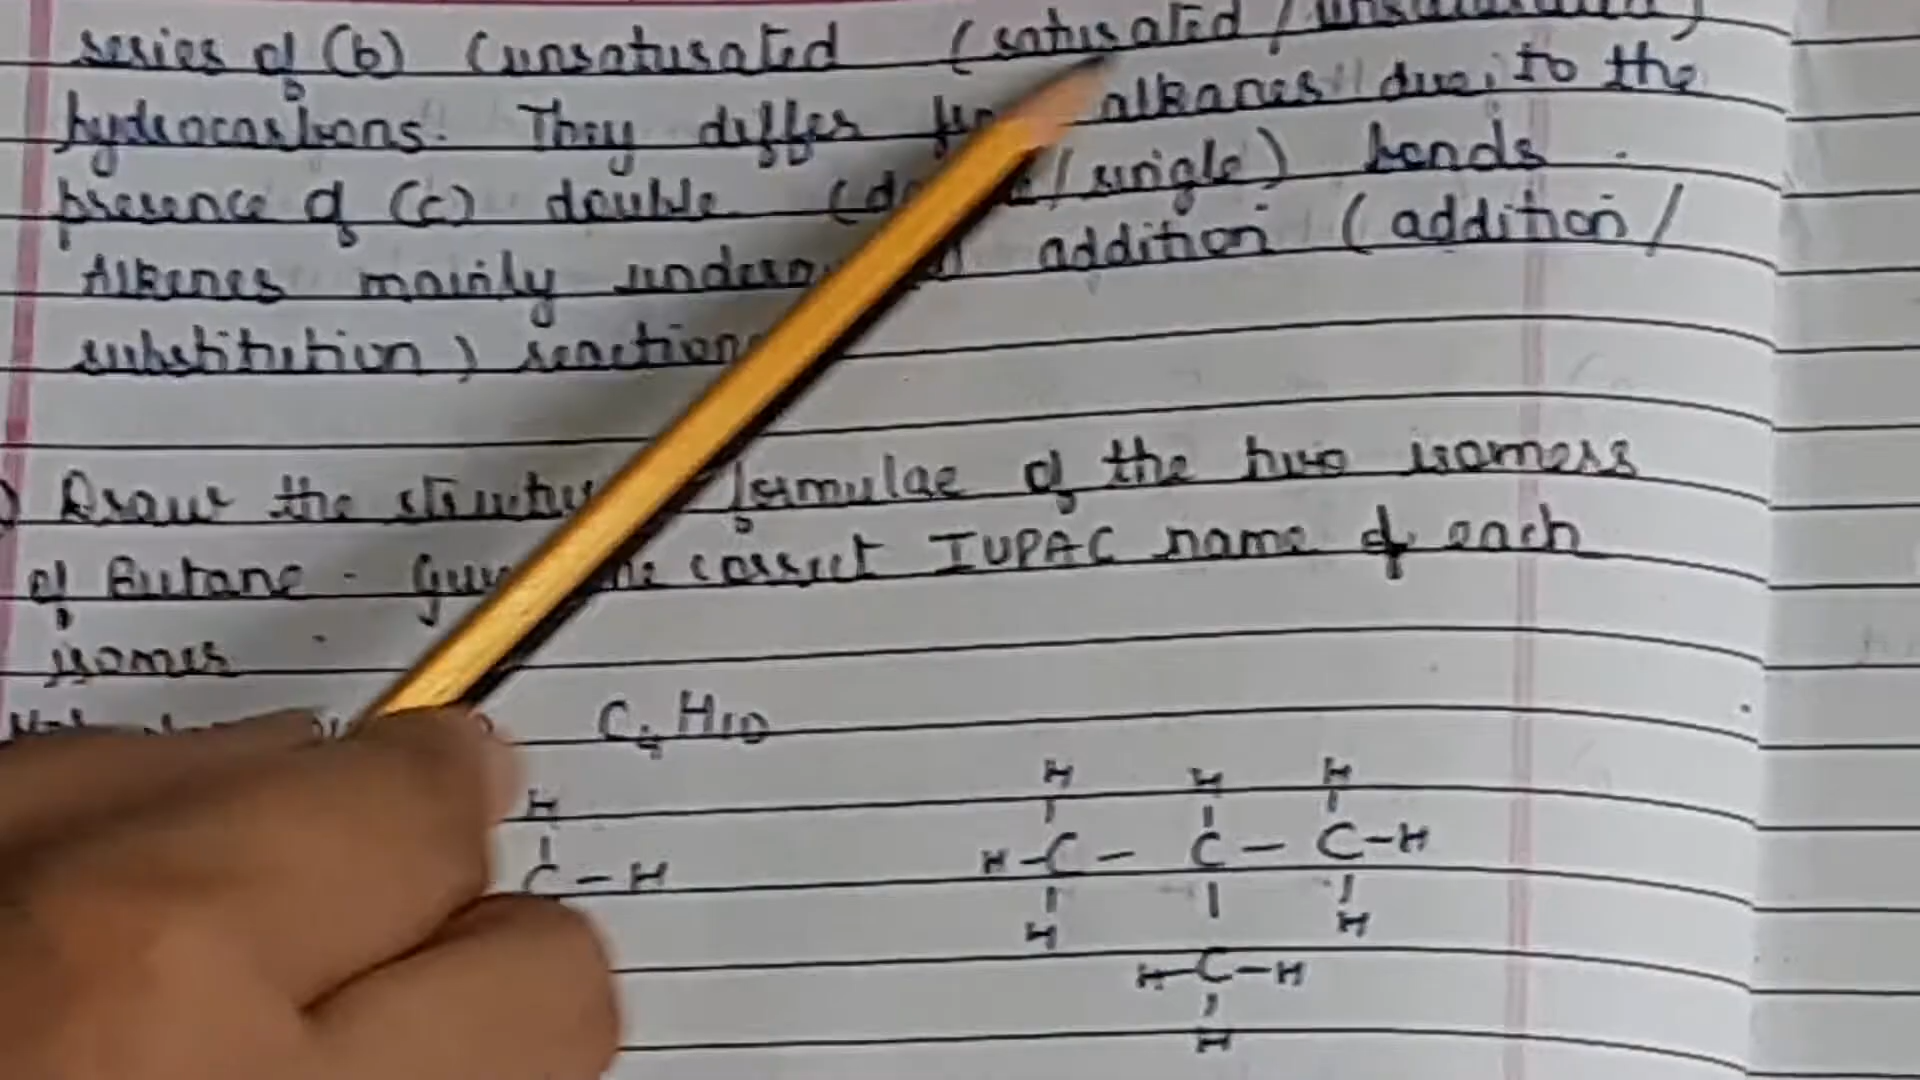 series of (b) (unsaturated (saturated /
hydrocarbons. They differ alkanes due to the
presence of (c) double / single) bonds.
Alkenes mainly addition (addition /
substitution) reactions
Draw the formulae of the two isomers
of Butane. correct IUPAC name of each
isomer
C4H10
H H H H
C-H H-C-C-C-H
H H
H-C-H
H